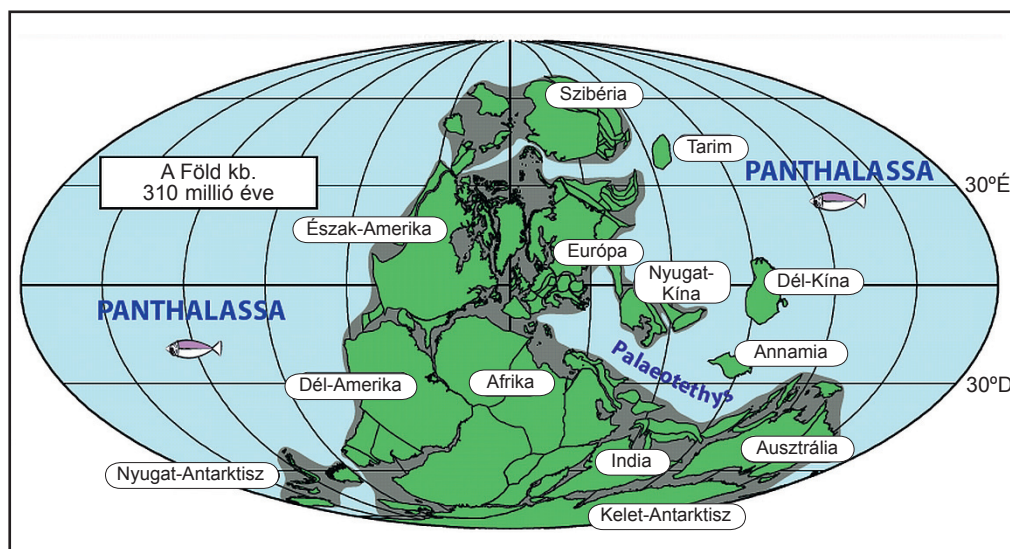 Szibéria
Tarim
A Föld kb.
310 millió éve
PANTHALASSA
30ºÉ
Észak-Amerika
Európa
Nyugat-
Kína
Dél-Kína
PANTHALASSA
Annamia
Palaeotethys
Dél-Amerika
Afrika
30ºD
Ausztrália
India
Nyugat-Antarktisz
Kelet-Antarktisz